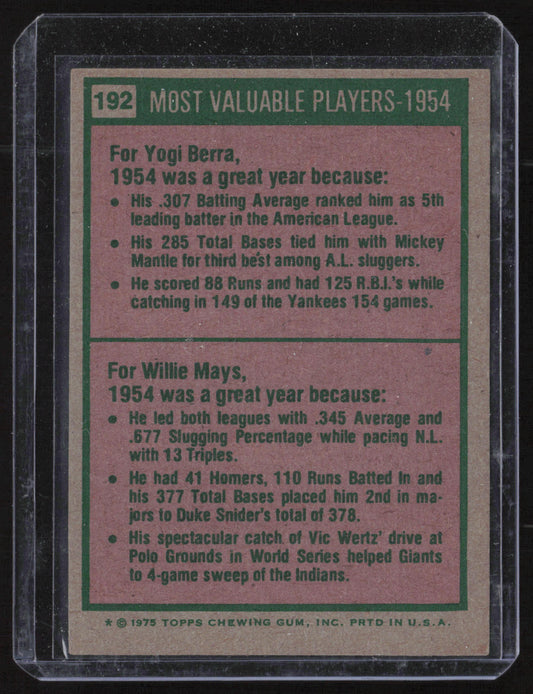 192 MOST VALUABLE PLAYERS-1954
For Yogi Berra,
1954 was a great year because:
● His .307 Batting Average ranked him as 5th
leading batter in the American League.
● His 285 Total Bases tied him with Mickey
Mantle for third best among A.L. sluggers.
● He scored 88 Runs and had 125 R.B.I.'s while
catching in 149 of the Yankees 154 games.
For Willie Mays,
1954 was a great year because:
● He led both leagues with .345 Average and
.677 Slugging Percentage while pacing N.L.
with 13 Triples.
● He had 41 Homers, 110 Runs Batted In and
his 377 Total Bases placed him 2nd in ma-
jors to Duke Snider's total of 378.
● His spectacular catch of Vic Wertz' drive at
Polo Grounds in World Series helped Giants
to 4-game sweep of the Indians.
* © 1975 TOPPS CHEWING GUM, INC. PRTD IN U.S.A.